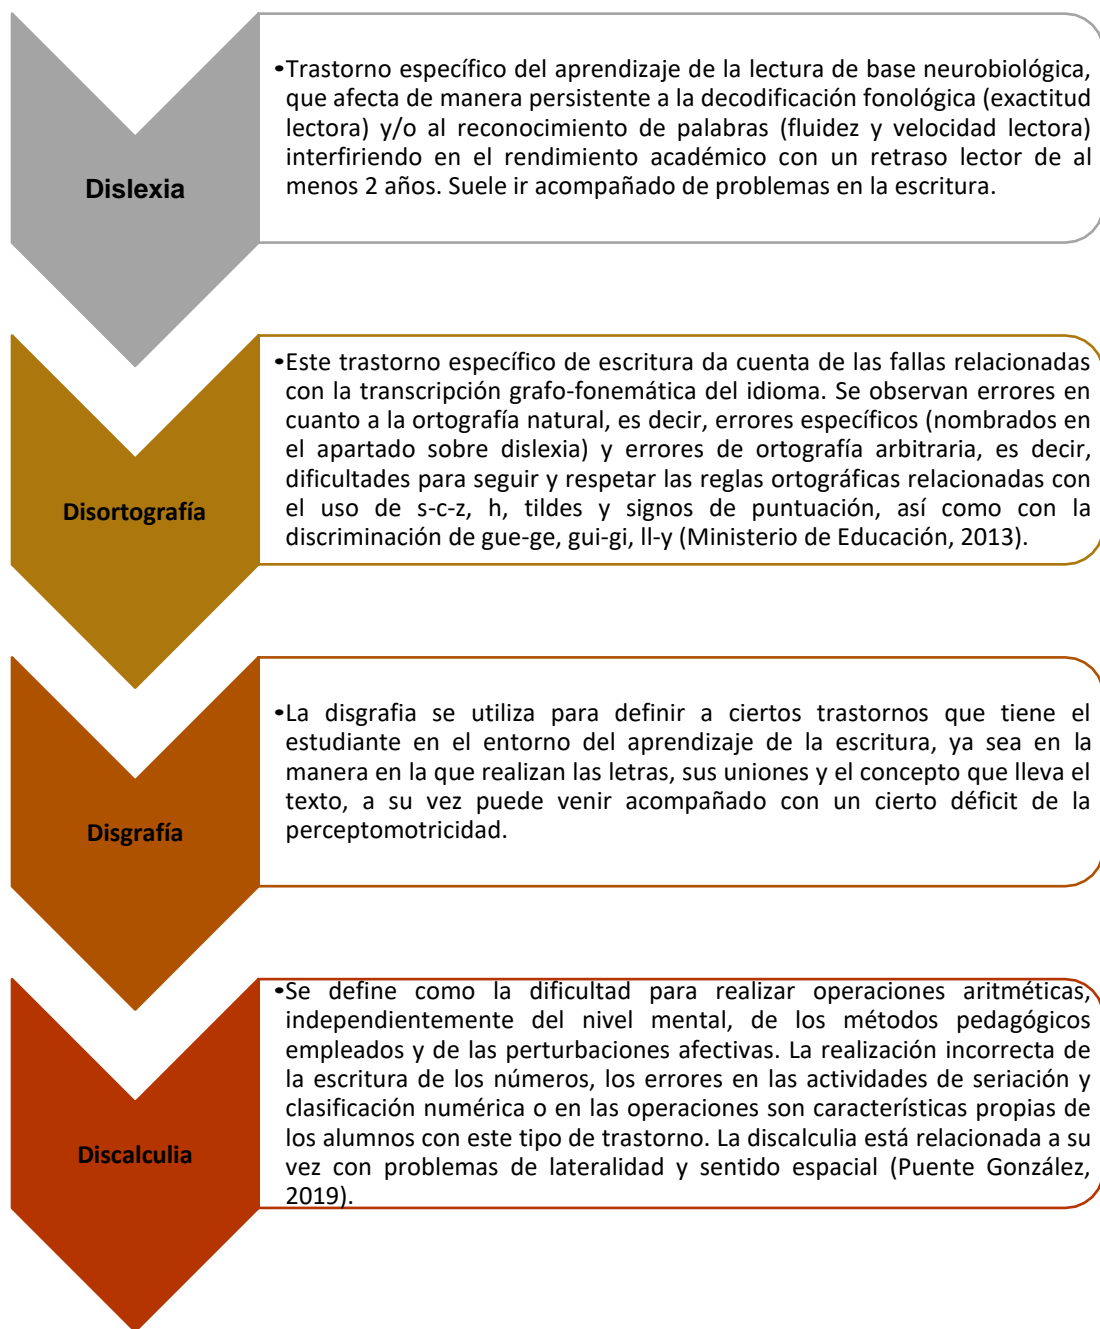 Dislexia
•Trastorno específico del aprendizaje de la lectura de base neurobiológica,
que afecta de manera persistente a la decodificación fonológica (exactitud
lectora) y/o al reconocimiento de palabras (fluidez y velocidad lectora)
interfiriendo en el rendimiento académico con un retraso lector de al
menos 2 años. Suele ir acompañado de problemas en la escritura.
Disortografía
•Este trastorno específico de escritura da cuenta de las fallas relacionadas
con la transcripción grafo-fonemática del idioma. Se observan errores en
cuanto a la ortografía natural, es decir, errores específicos (nombrados en
el apartado sobre dislexia) y errores de ortografía arbitraria, es decir,
dificultades para seguir y respetar las reglas ortográficas relacionadas con
el uso de s-c-z, h, tildes y signos de puntuación, así como con la
discriminación de gue-ge, gui-gi, ll-y (Ministerio de Educación, 2013).
Disgrafía
•La disgrafia se utiliza para definir a ciertos trastornos que tiene el
estudiante en el entorno del aprendizaje de la escritura, ya sea en la
manera en la que realizan las letras, sus uniones y el concepto que lleva el
texto, a su vez puede venir acompañado con un cierto déficit de la
perceptomotricidad.
Discalculia
•Se define como la dificultad para realizar operaciones aritméticas,
independientemente del nivel mental, de los métodos pedagógicos
empleados y de las perturbaciones afectivas. La realización incorrecta de
la escritura de los números, los errores en las actividades de seriación y
clasificación numérica o en las operaciones son características propias de
los alumnos con este tipo de trastorno. La discalculia está relacionada a su
vez con problemas de lateralidad y sentido espacial (Puente González,
2019).